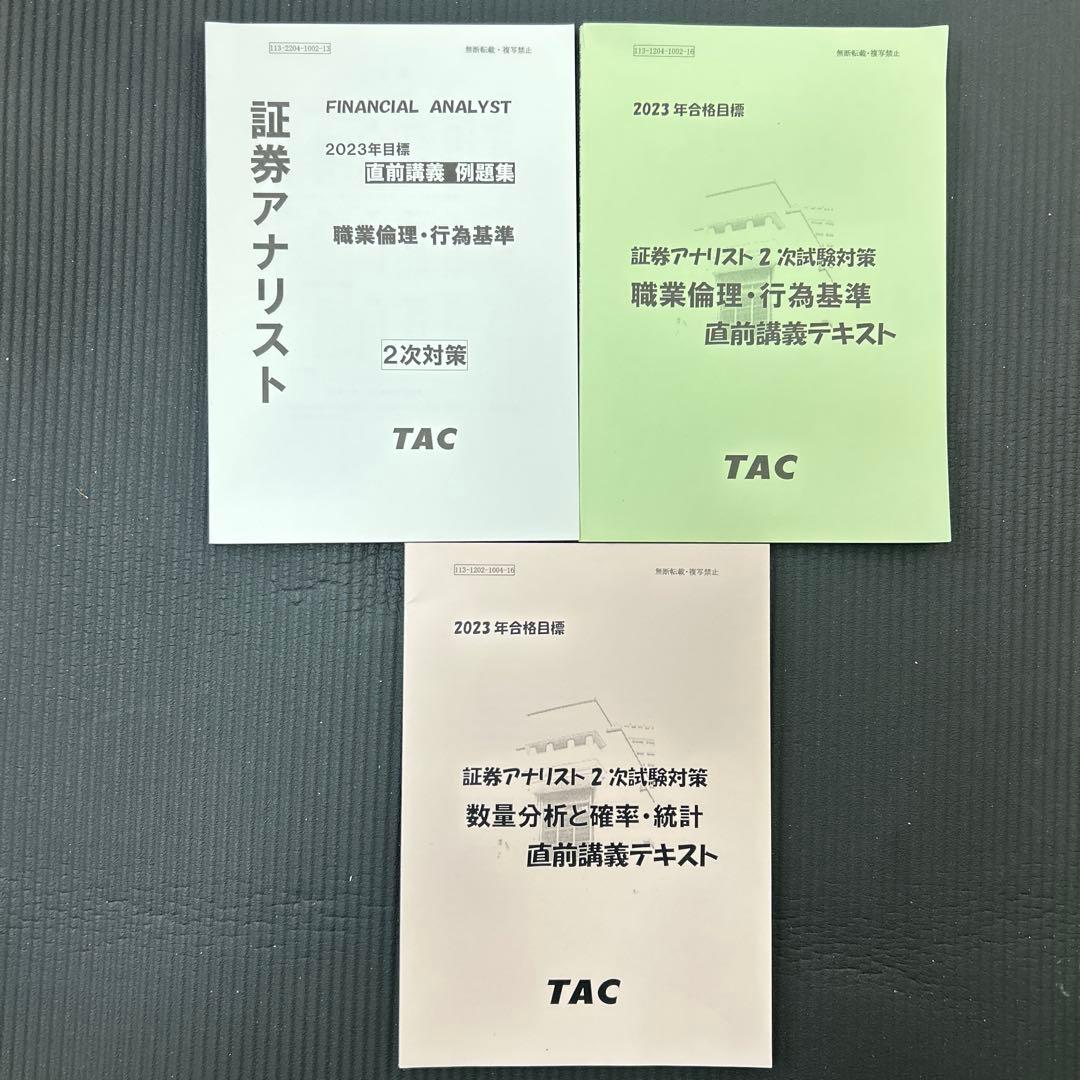 113-2204-1002-13
無断転載・複写禁止
証券アナリスト
FINANCIAL ANALYST
2023年目標
直前講義 例題集
職業倫理・行為基準
2次対策
TAC
113-1204-1002-16
無断転載・複写禁止
2023年合格目標
証券アナリスト2次試験対策
職業倫理・行為基準
直前講義テキスト
TAC
113-1202-1004-16
無断転載・複写禁止
2023年合格目標
証券アナリスト2次試験対策
数量分析と確率・統計
直前講義テキスト
TAC